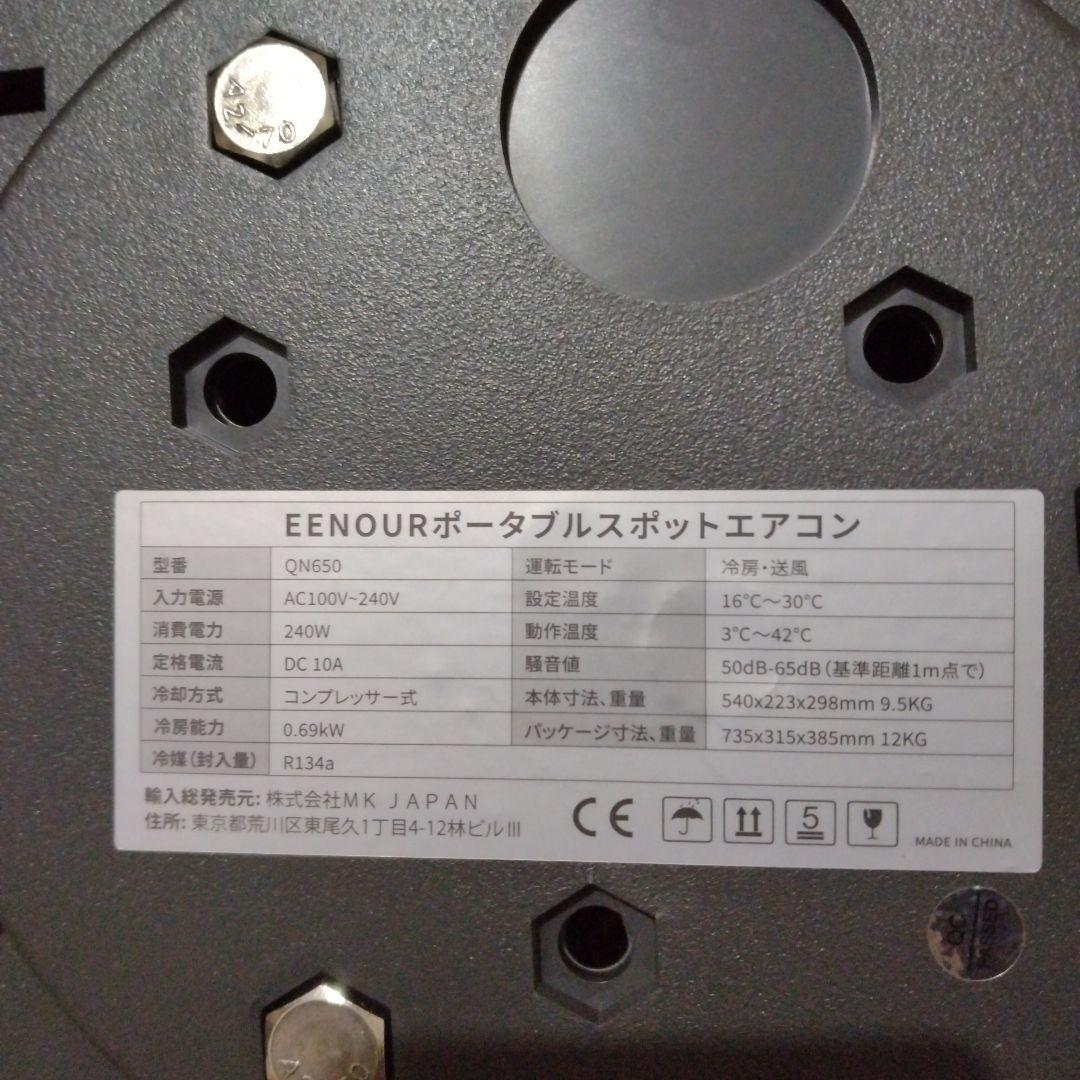 EENOURポータブルスポットエアコン
型番 QN650 運転モード 冷房・送風
入力電源 AC100V~240V 設定温度 16℃～30℃
消費電力 240W 動作温度 3℃～42℃
定格電流 DC 10A 騒音値 50dB-65dB（基準距離1m点で）
冷却方式 コンプレッサー式 本体寸法、重量 540x223x298mm 9.5KG
冷房能力 0.69kW パッケージ寸法、重量 735x315x385mm 12KG
冷媒（封入量） R134a
輸入総発売元: 株式会社ＭＫ ＪＡＰＡＮ
住所: 東京都荒川区東尾久1丁目4-12林ビルⅢ
CE
5
MADE IN CHINA
QC
PASSED